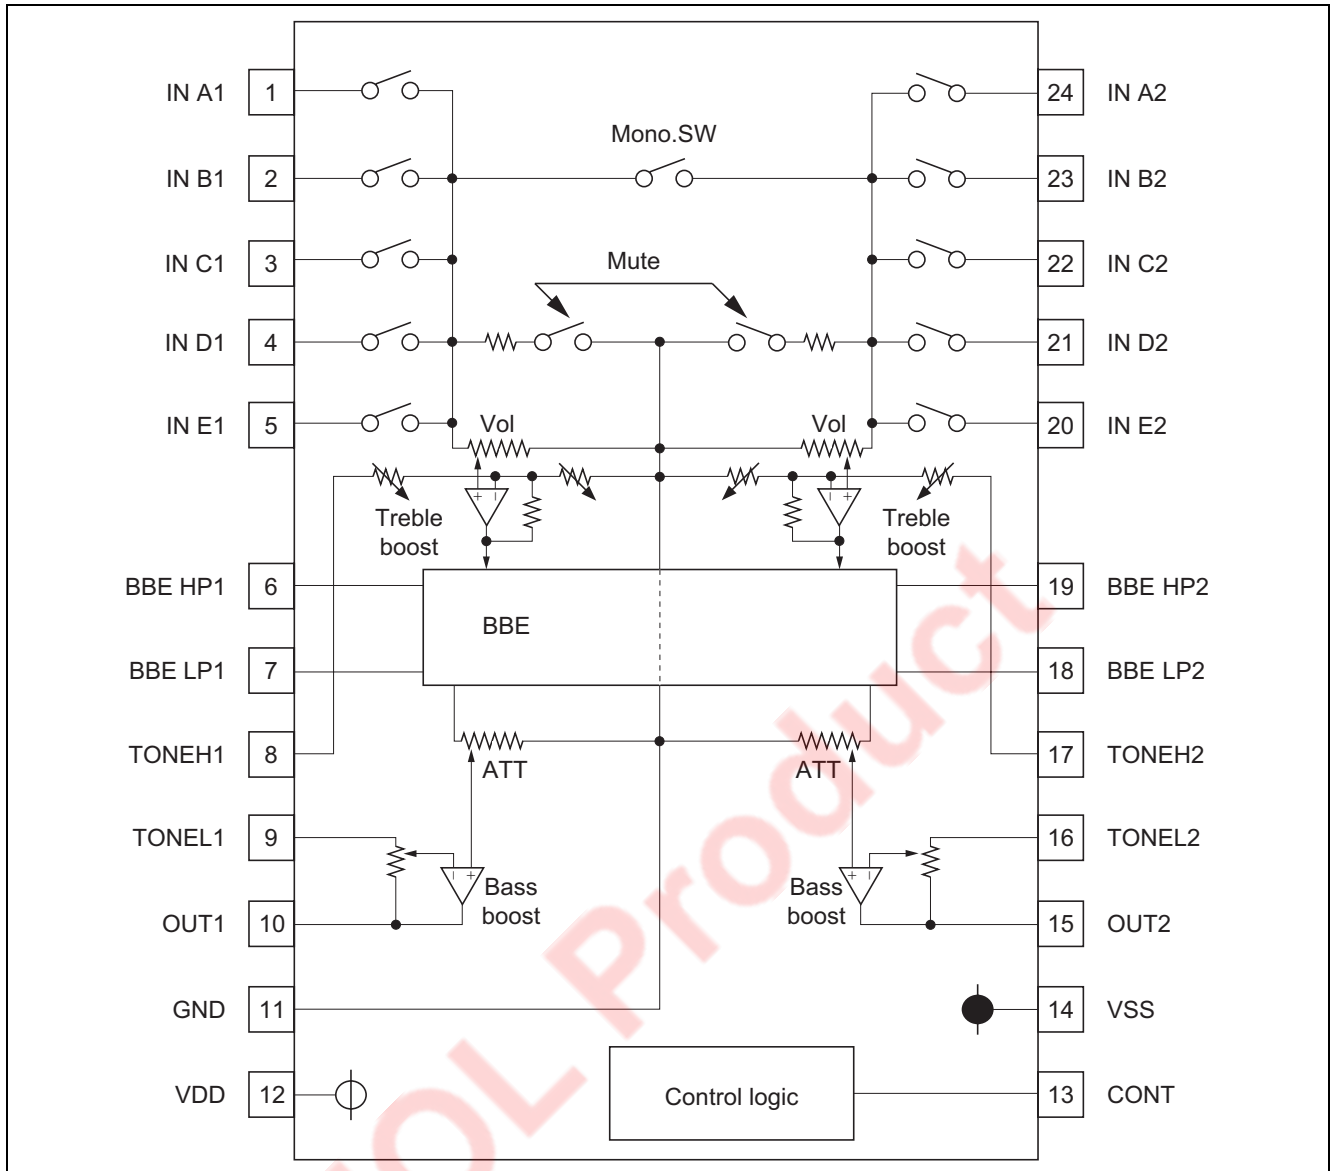 IN A1 1
24 IN A2
Mono.SW
IN B1 2
23 IN B2
IN C1 3
Mute
22 IN C2
IN D1 4
21 IN D2
IN E1 5
Vol
Vol
20 IN E2
+ −
− +
Treble
boost
Treble
boost
BBE HP1 6
19 BBE HP2
BBE
BBE LP1 7
18 BBE LP2
TONEH1 8
ATT
ATT
17 TONEH2
TONEL1 9
16 TONEL2
− +
+ −
Bass
boost
Bass
boost
OUT1 10
15 OUT2
GND 11
14 VSS
VDD 12
Control logic
13 CONT
OL Product